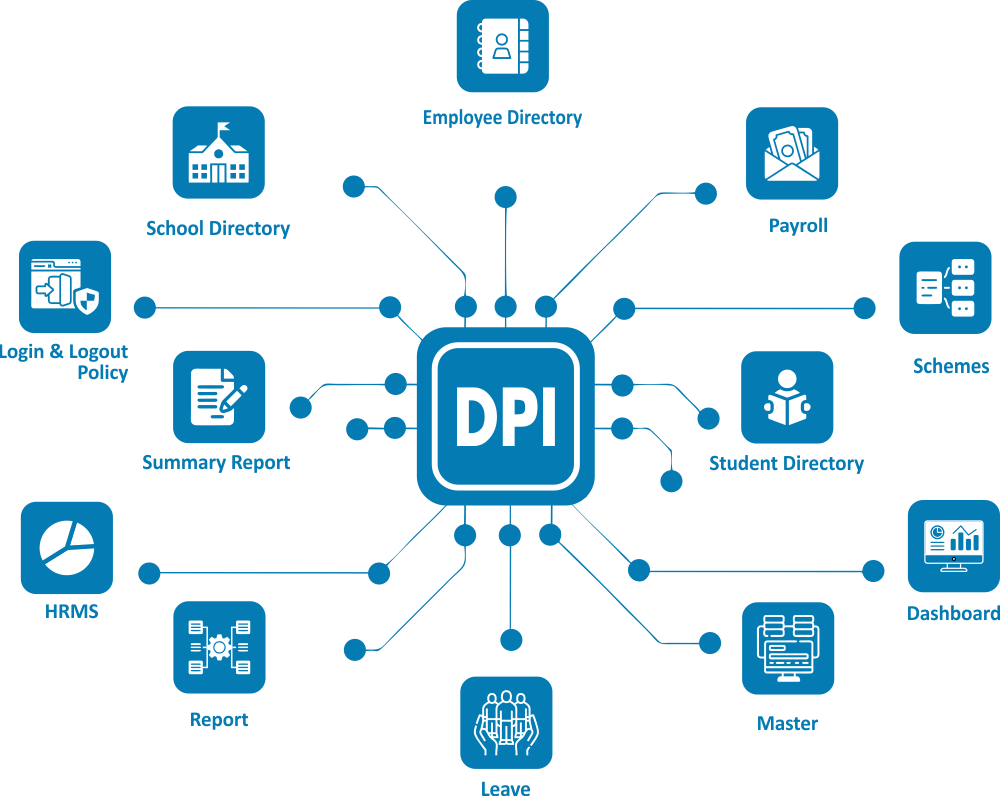 Employee Directory
School Directory
Payroll
Login & Logout
Policy
Schemes
DPI
Summary Report
Student Directory
HRMS
Dashboard
Report
Master
Leave